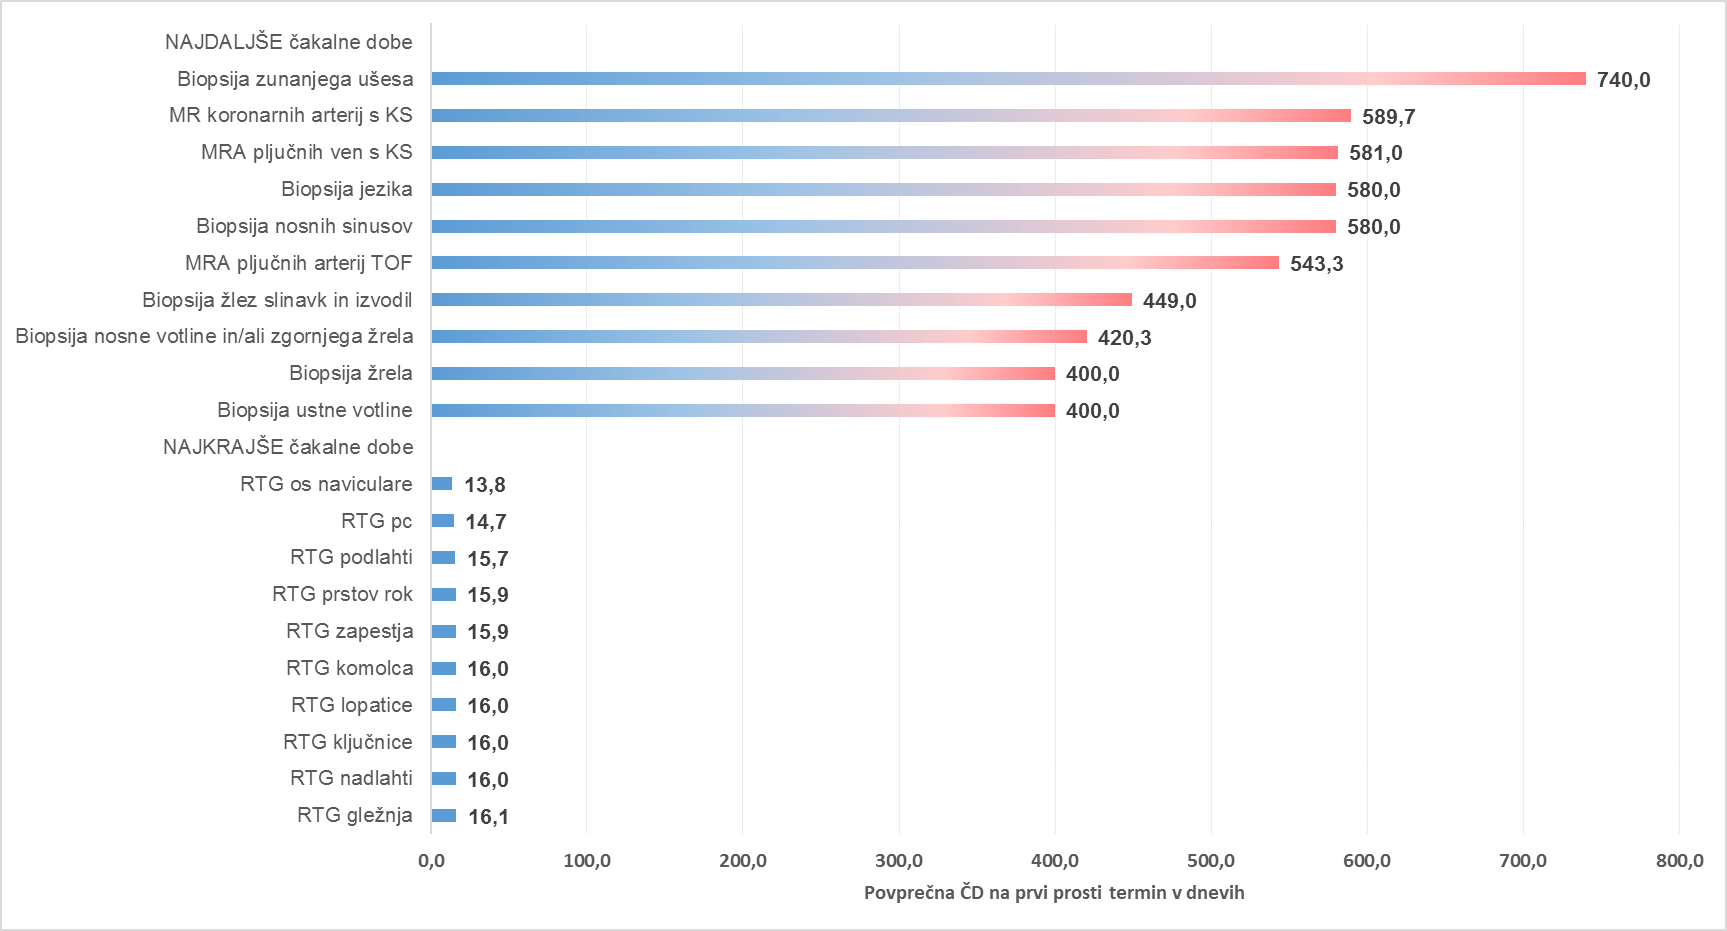 NAJDALJŠE čakalne dobe
Biopsija zunanjega ušesa 740,0
MR koronarnih arterij s KS 589,7
MRA pljučnih ven s KS 581,0
Biopsija jezika 580,0
Biopsija nosnih sinusov 580,0
MRA pljučnih arterij TOF 543,3
Biopsija žlez slinavk in izvodil 449,0
Biopsija nosne votline in/ali zgornjega žrela 420,3
Biopsija žrela 400,0
Biopsija ustne votline 400,0
NAJKRAJŠE čakalne dobe
RTG os naviculare 13,8
RTG pc 14,7
RTG podlahti 15,7
RTG prstov rok 15,9
RTG zapestja 15,9
RTG komolca 16,0
RTG lopatice 16,0
RTG ključnice 16,0
RTG nadlahti 16,0
RTG gležnja 16,1
0,0 100,0 200,0 300,0 400,0 500,0 600,0 700,0 800,0
Povprečna ČD na prvi prosti termin v dnevih